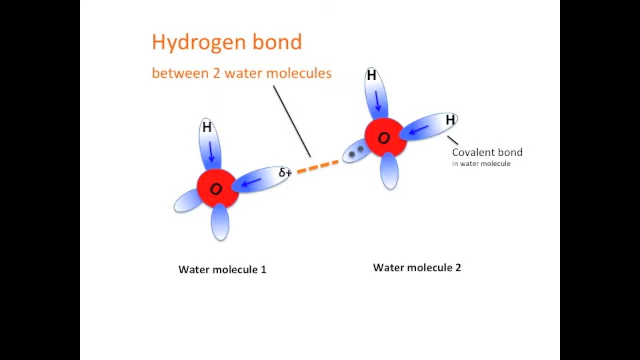 Hydrogen bond
between 2 water molecules
H
H
H
O
δ+
O
Covalent bond
in water molecule
Water molecule 1
Water molecule 2